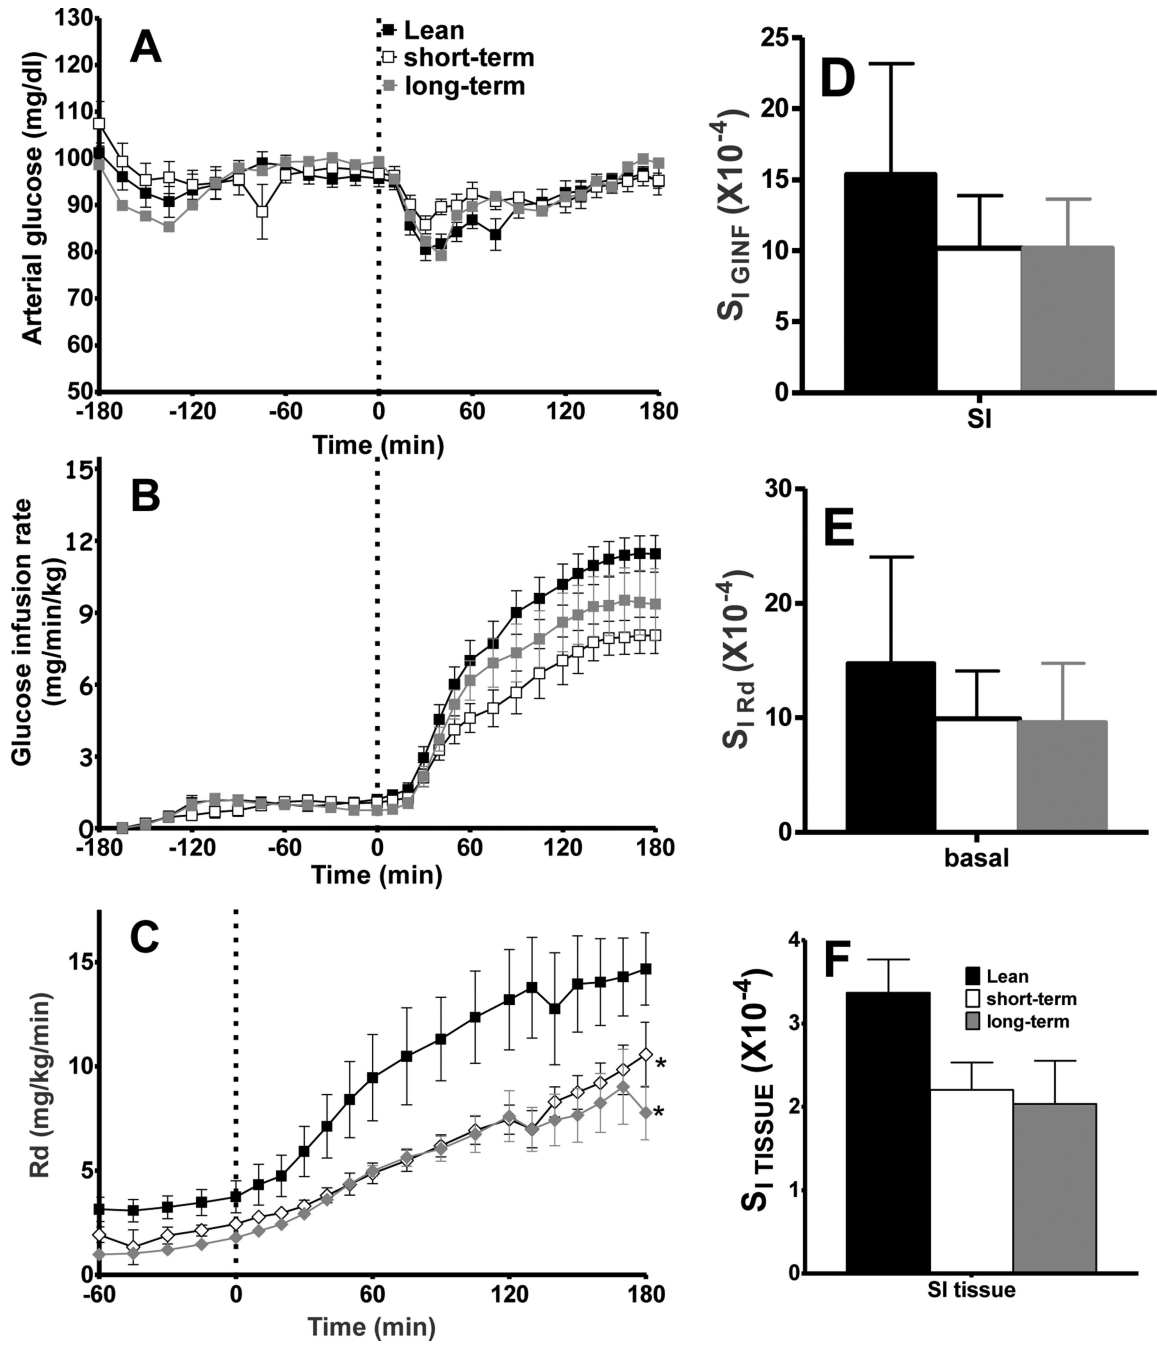 A
130
120
110
100
90
80
70
60
50
Arterial glucose (mg/dl)
Lean
short-term
long-term
-180 -120 -60 0 60 120 180
Time (min)
B
15
12
9
6
3
0
Glucose infusion rate
(mg/min/kg)
-180 -120 -60 0 60 120 180
Time (min)
C
15
10
5
0
Rd (mg/kg/min)
*
*
-60 0 60 120 180
Time (min)
D
25
20
15
10
5
0
SI GINF (X10-4)
SI
E
30
20
10
0
SI Rd (X10-4)
basal
F
4
3
2
1
0
SI TISSUE (X10-4)
Lean
short-term
long-term
SI tissue